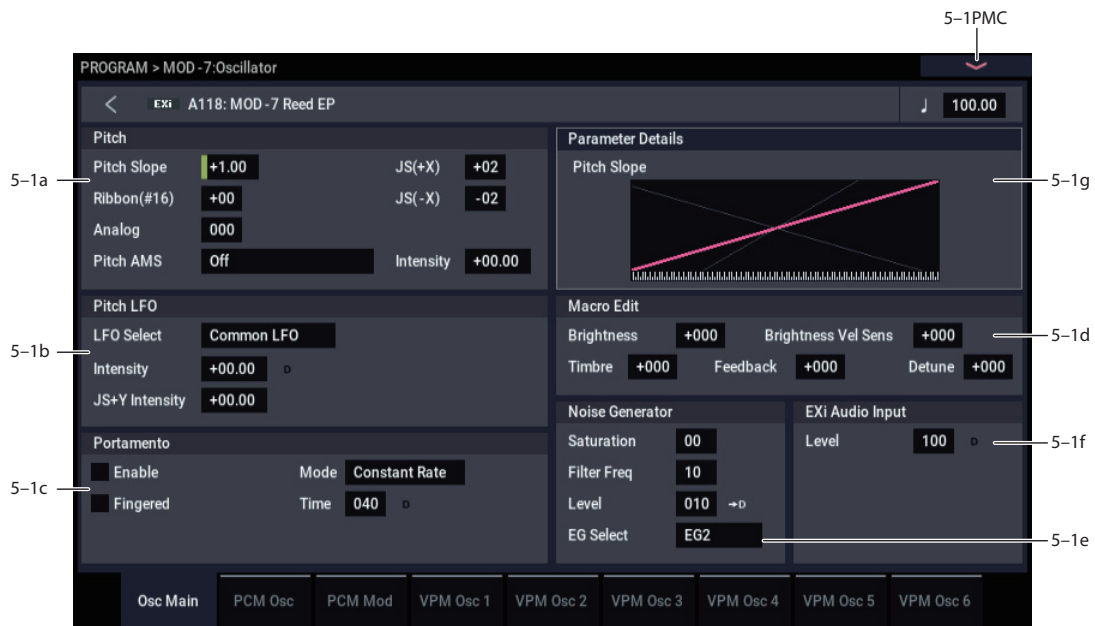 5–1PMC
PROGRAM > MOD-7:Oscillator
EXi A118: MOD-7 Reed EP ♩ 100.00
Pitch
Pitch Slope +1.00 JS(+X) +02
Ribbon(#16) +00 JS(-X) -02
Analog 000
Pitch AMS Off Intensity +00.00
5–1a
Parameter Details
Pitch Slope
5–1g
Pitch LFO
LFO Select Common LFO
Intensity +00.00 D
JS+Y Intensity +00.00
5–1b
Macro Edit
Brightness +000 Brightness Vel Sens +000
Timbre +000 Feedback +000 Detune +000
5–1d
Portamento
Enable Mode Constant Rate
Fingered Time 040 D
5–1c
Noise Generator
Saturation 00
Filter Freq 10
Level 010 →D
EG Select EG2
5–1e
EXi Audio Input
Level 100 D
5–1f
Osc Main PCM Osc PCM Mod VPM Osc 1 VPM Osc 2 VPM Osc 3 VPM Osc 4 VPM Osc 5 VPM Osc 6